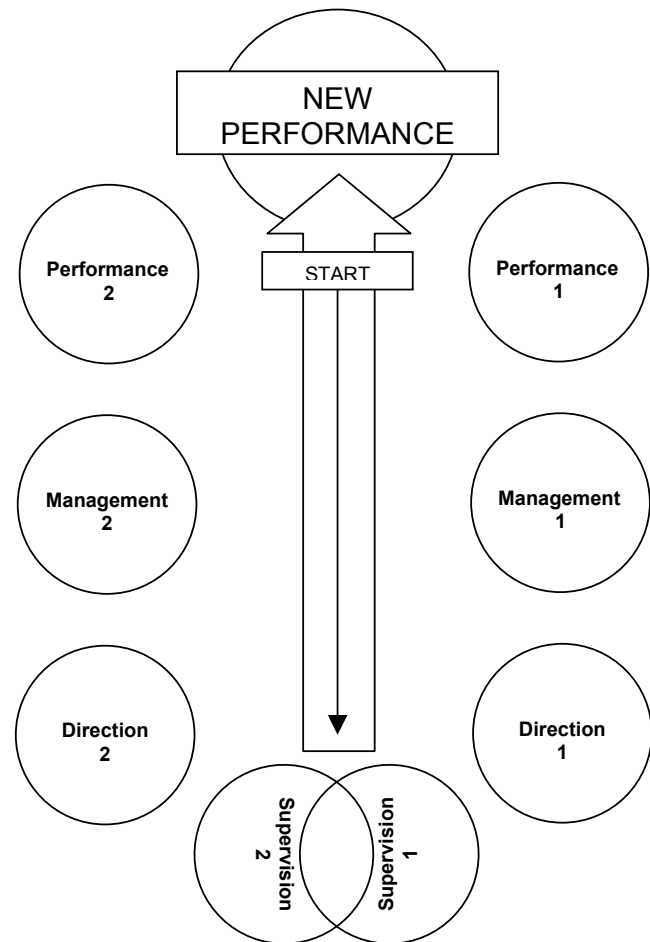 NEW
PERFORMANCE
START
Performance
2
Performance
1
Management
2
Management
1
Direction
2
Direction
1
Supervision
2
Supervision
1